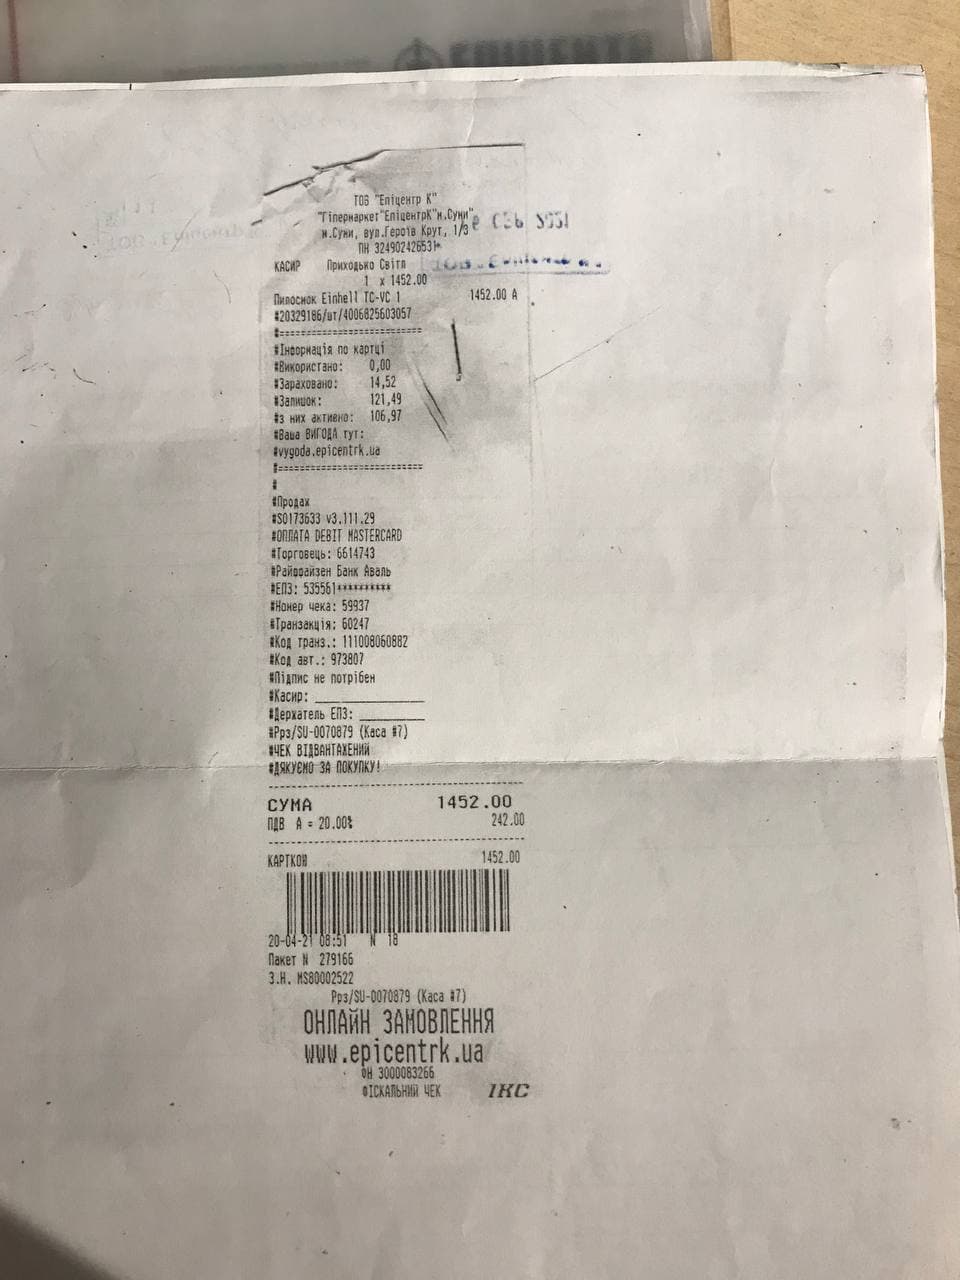 ТОВ "Епіцентр К"
"Гіпермаркет"ЕпіцентрК"м.Суми"
м.Суми, вул.Героїв Крут, 1/3
ПН 324902426531
КАСИР Приходько Світл
1 x 1452.00
Пилосмок Einhell TC-VC 1 1452.00 А
#20329186/шт/4006825603057
#==========================
#Інформація по картці
#Використано: 0,00
#Зараховано: 14,52
#Залишок: 121,49
#з них активно: 106,97
#Ваша ВИГОДА тут:
#vygoda.epicentrk.ua
#==========================
#
#Продаж
#S0173633 v3.111.29
#ОПЛАТА DEBIT MASTERCARD
#Торговець: 6614743
#Райффайзен Банк Аваль
#ЕПЗ: 535561**********
#Номер чека: 59937
#Транзакція: 60247
#Код транз.: 111008060882
#Код авт.: 973807
#Підпис не потрібен
#Касир: _______________
#Держатель ЕПЗ: _________
#Ррз/SU-0070879 (Каса #7)
#ЧЕК ВІДВАНТАЖЕНИЙ
#ДЯКУЄМО ЗА ПОКУПКУ!
СУМА 1452.00
ПДВ А = 20.00% 242.00
КАРТКОЮ 1452.00
20-04-21 08:51 N 18
Пакет N 279166
З.Н. MS80002522
Ррз/SU-0070879 (Каса #7)
ОНЛАЙН ЗАМОВЛЕННЯ
www.epicentrk.ua
ФН 3000083266
ФІСКАЛЬНИЙ ЧЕК ІКС